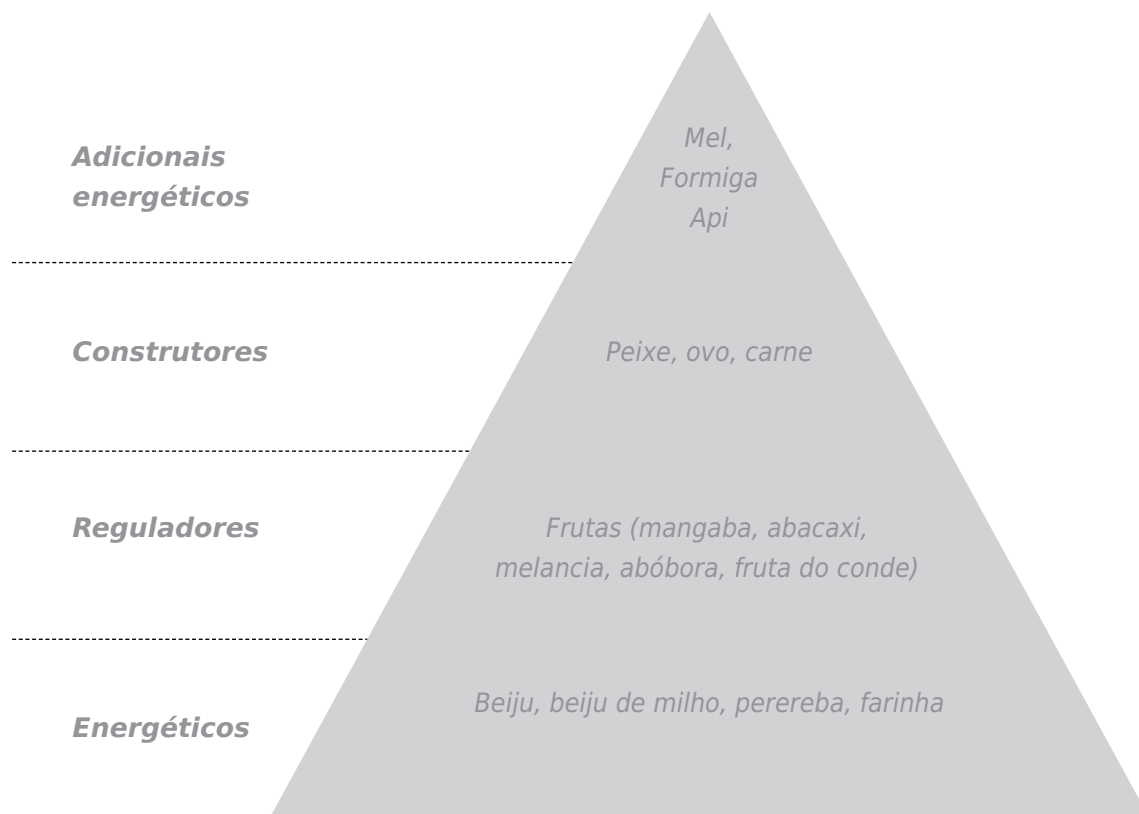 Adicionais
energéticos
Mel,
Formiga
Api
Construtores
Peixe, ovo, carne
Reguladores
Frutas (mangaba, abacaxi,
melancia, abóbora, fruta do conde)
Energéticos
Beiju, beiju de milho, perereba, farinha